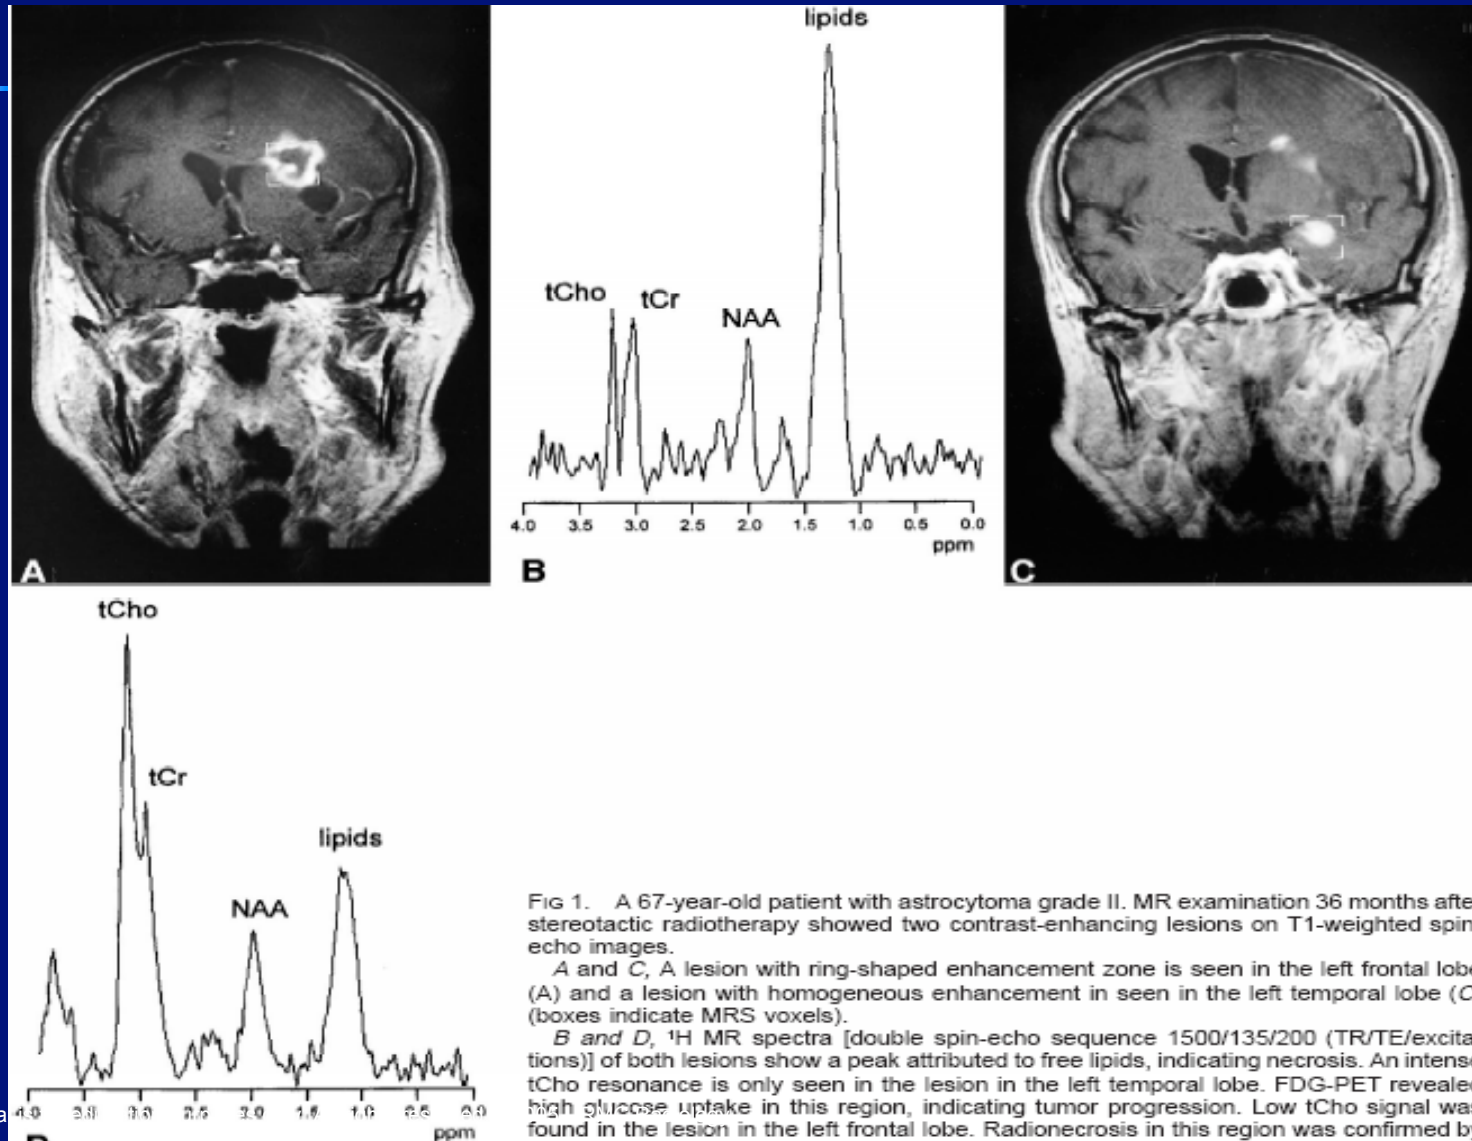 lipids
tCho
tCr
NAA
4.0 3.5 3.0 2.5 2.0 1.5 1.0 0.5 0.0
ppm
A
B
C
tCho
tCr
lipids
NAA
ppm
FIG 1. A 67-year-old patient with astrocytoma grade II. MR examination 36 months afte
stereotactic radiotherapy showed two contrast-enhancing lesions on T1-weighted spin
echo images.
A and C, A lesion with ring-shaped enhancement zone is seen in the left frontal lobe
(A) and a lesion with homogeneous enhancement in seen in the left temporal lobe (C
(boxes indicate MRS voxels).
B and D, ¹H MR spectra [double spin-echo sequence 1500/135/200 (TR/TE/excita
tions)] of both lesions show a peak attributed to free lipids, indicating necrosis. An intense
tCho resonance is only seen in the lesion in the left temporal lobe. FDG-PET revealed
high glucose uptake in this region, indicating tumor progression. Low tCho signal was
found in the lesion in the left frontal lobe. Radionecrosis in this region was confirmed by